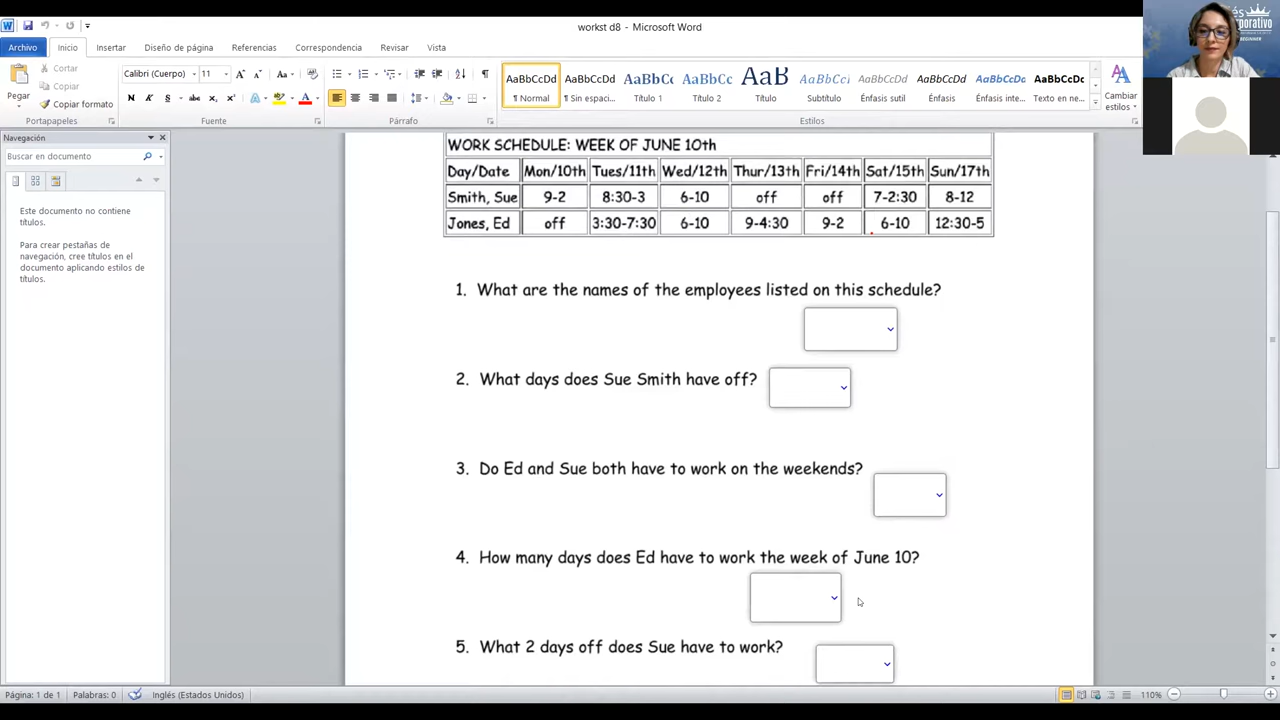 workst d8 - Microsoft Word
Archivo Inicio Insertar Diseño de página Referencias Correspondencia Revisar Vista
Cortar
Copiar
Copiar formato
Pegar
Portapapeles
Calibri (Cuerpo) 11
Fuente
Párrafo
AaBbCcDd AaBbCcDd AaBbC AaBbCc AaB AaBbCc. AaBbCcDd AaBbCcDd AaBbCcDd AaBbCcDd
¶ Normal ¶ Sin espaci... Título 1 Título 2 Título Subtítulo Énfasis sutil Énfasis Énfasis inte... Texto en ne...
Cambiar estilos
Estilos
BEGINNER
Navegación
Buscar en documento
Este documento no contiene
títulos.
Para crear pestañas de
navegación, cree títulos en el
documento aplicando estilos de
títulos.
WORK SCHEDULE: WEEK OF JUNE 10th
Day/Date Mon/10th Tues/11th Wed/12th Thur/13th Fri/14th Sat/15th Sun/17th
Smith, Sue 9-2 8:30-3 6-10 off off 7-2:30 8-12
Jones, Ed off 3:30-7:30 6-10 9-4:30 9-2 6-10 12:30-5
1. What are the names of the employees listed on this schedule?
2. What days does Sue Smith have off?
3. Do Ed and Sue both have to work on the weekends?
4. How many days does Ed have to work the week of June 10?
5. What 2 days off does Sue have to work?
Página: 1 de 1 Palabras: 0 Inglés (Estados Unidos) 110%